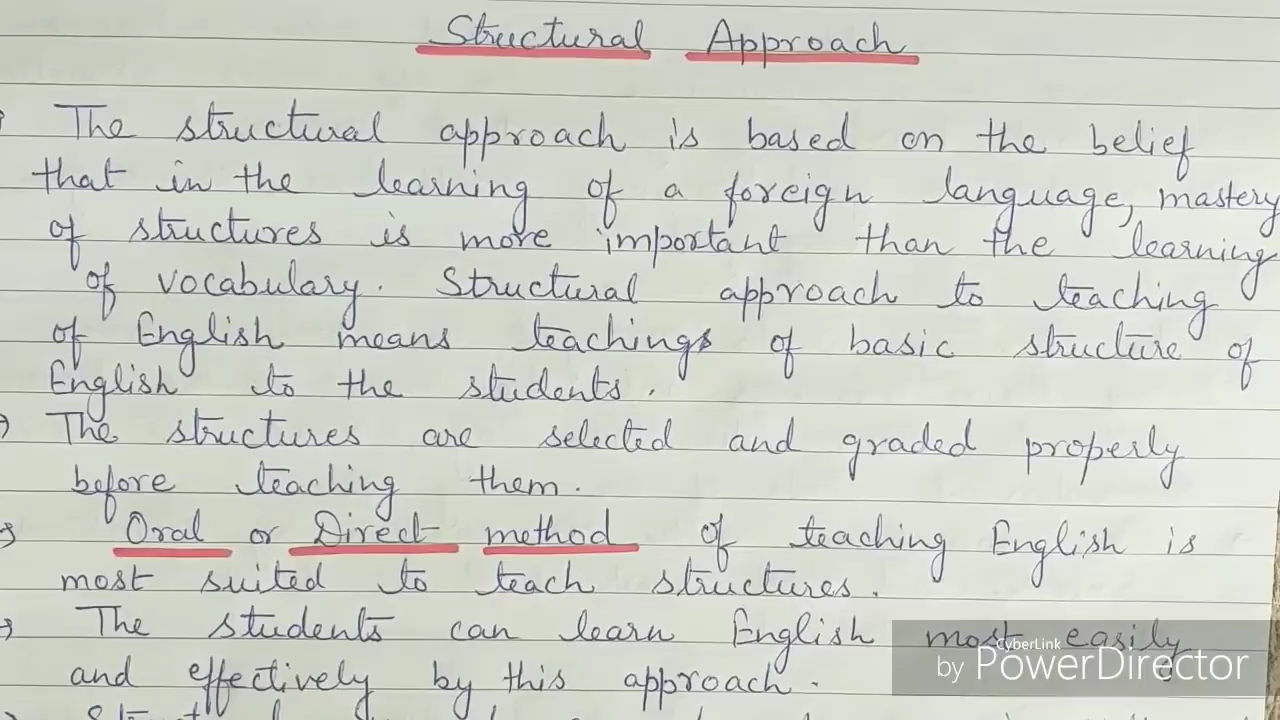 Structural Approach
The structural approach is based on the belief
that in the learning of a foreign language, mastery
of structures is more important than the learning
of vocabulary. Structural approach to teaching
of English means teachings of basic structure of
English to the students.
The structures are selected and graded properly
before teaching them.
Oral or Direct method of teaching English is
most suited to teach structures.
The students can learn English most easily
and effectively by this approach.
CyberLink
by PowerDirector